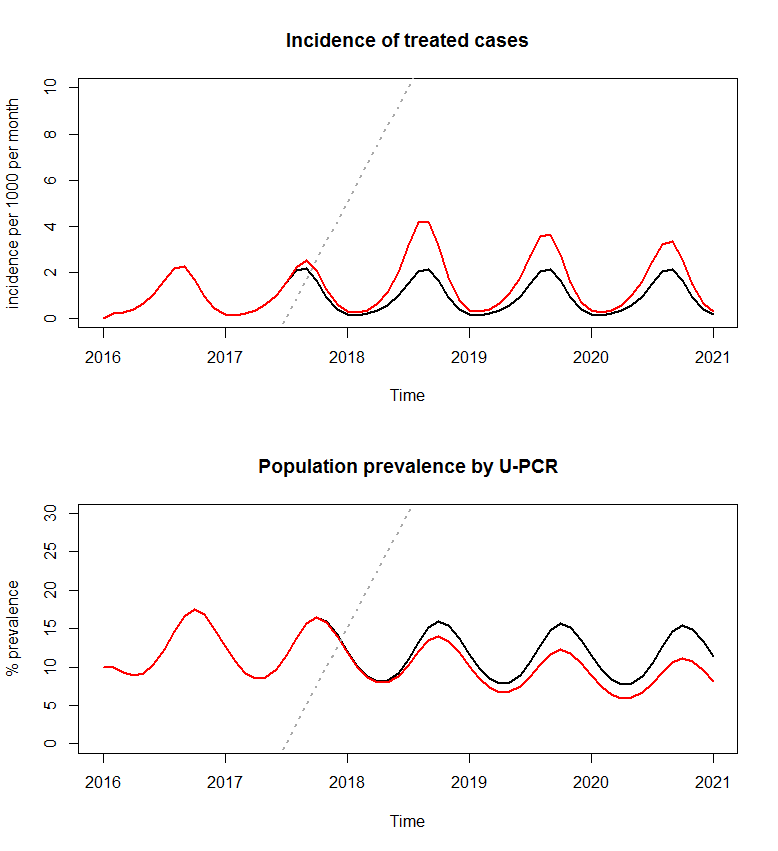 Incidence of treated cases
incidence per 1000 per month
10
8
6
4
2
0
2016 2017 2018 2019 2020 2021
Time
Population prevalence by U-PCR
% prevalence
30
25
20
15
10
5
0
2016 2017 2018 2019 2020 2021
Time